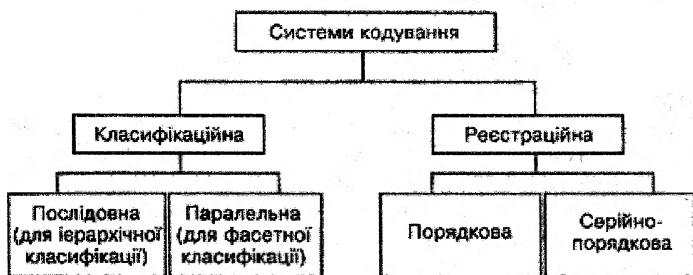 Системи кодування
Класифікаційна
Реєстраційна
Послідовна
(для ієрархічної
класифікації)
Паралельна
(для фасетної
класифікації)
Порядкова
Серійно-
порядкова